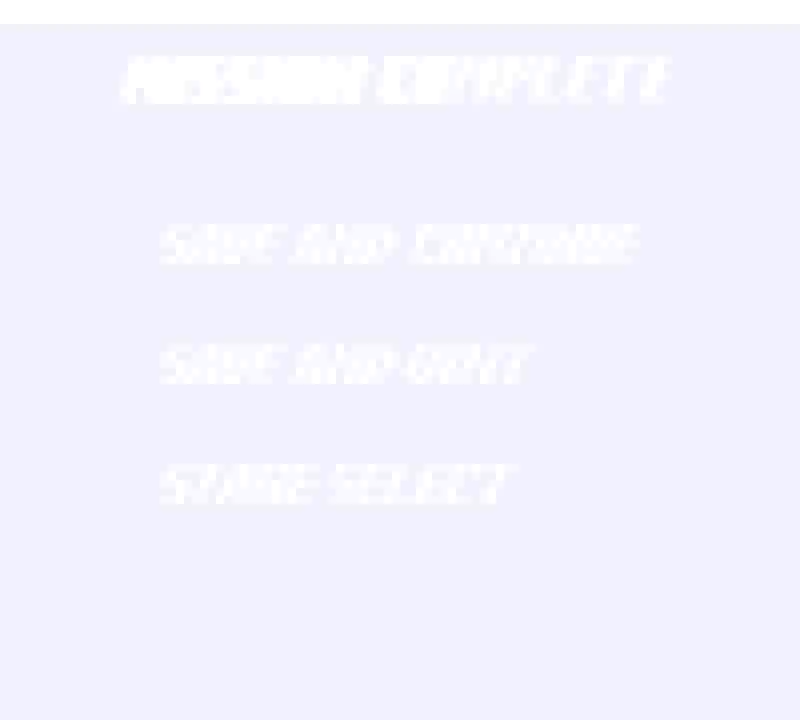 MISSION COMPLETE
SAVE AND CONTINUE
SAVE AND QUIT
STAGE SELECT